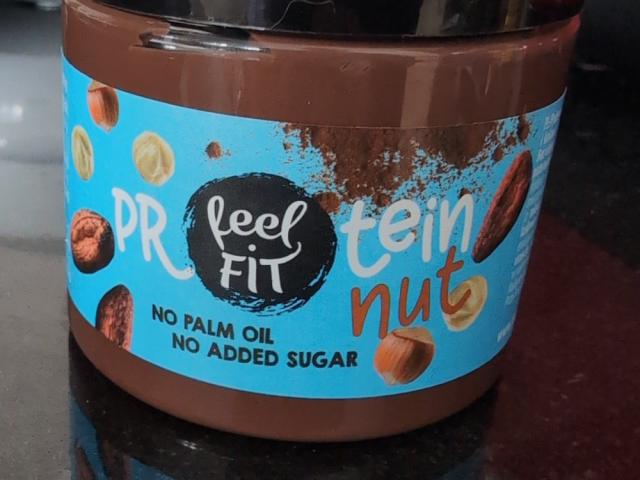 PR feel FiT tein
nut
NO PALM OIL
NO ADDED SUGAR